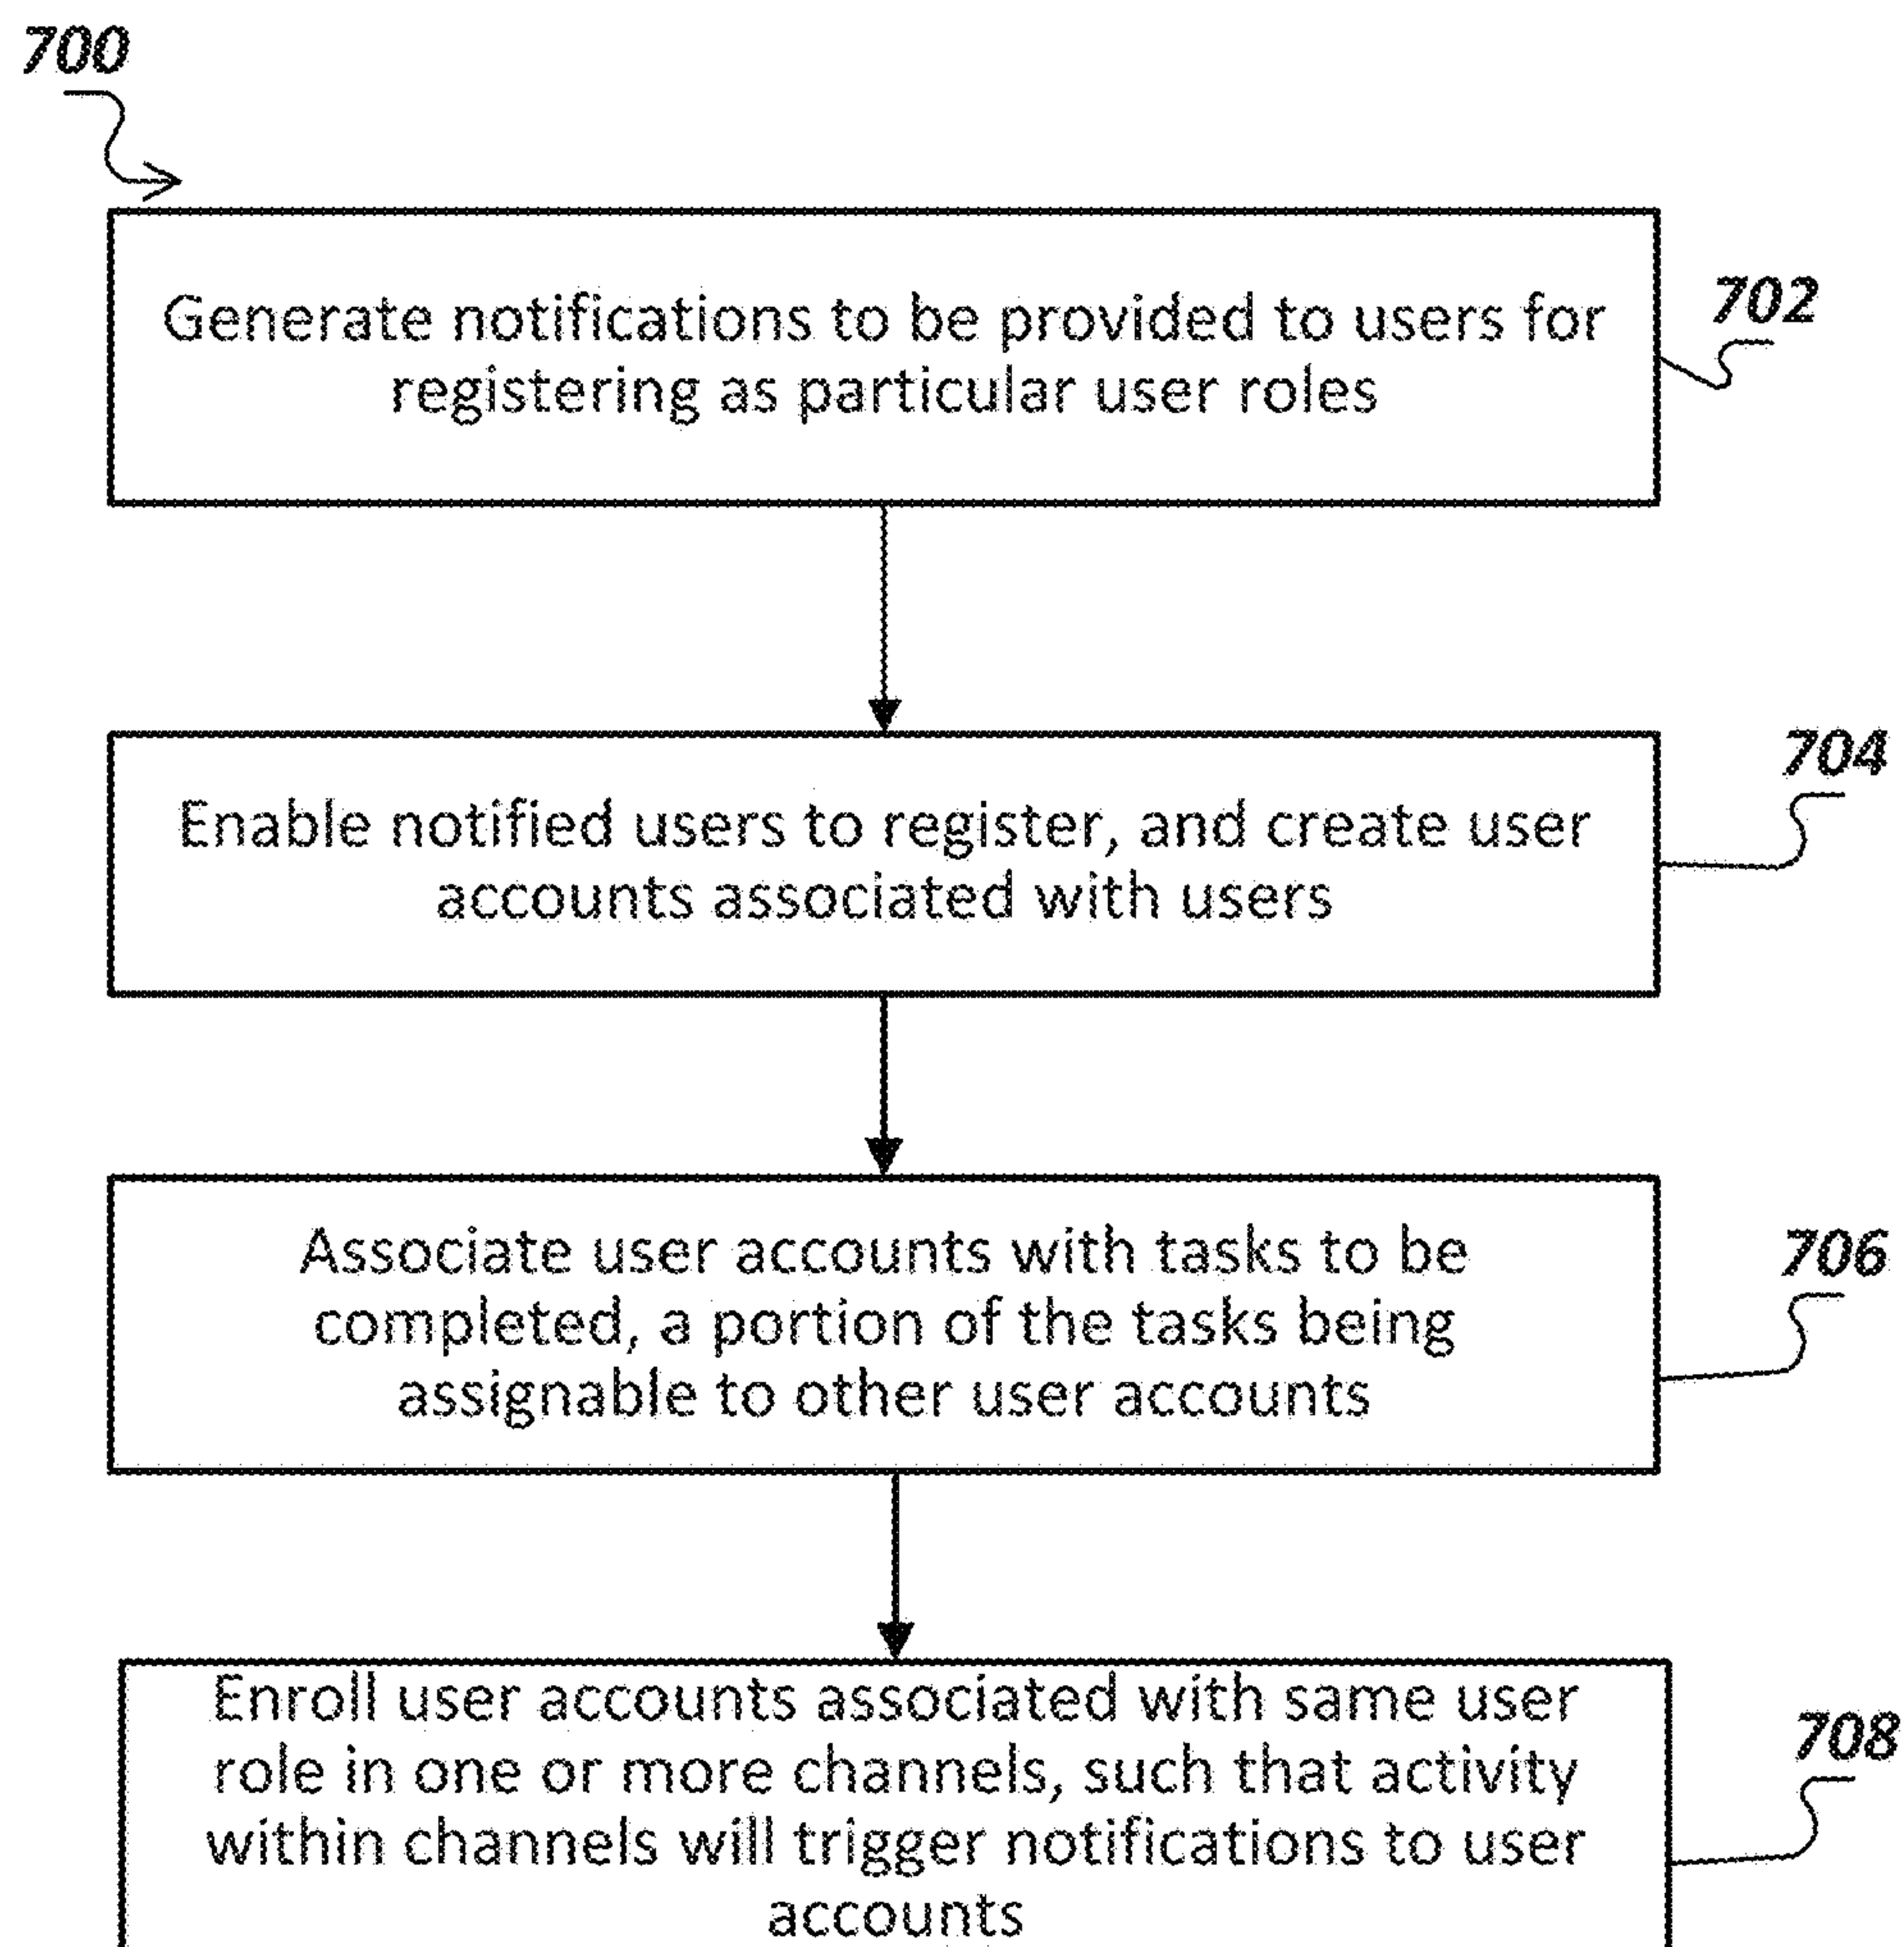 700
Generate notifications to be provided to users for
registering as particular user roles
702
Enable notified users to register, and create user
accounts associated with users
704
Associate user accounts with tasks to be
completed, a portion of the tasks being
assignable to other user accounts
706
Enroll user accounts associated with same user
role in one or more channels, such that activity
within channels will trigger notifications to user
accounts
708